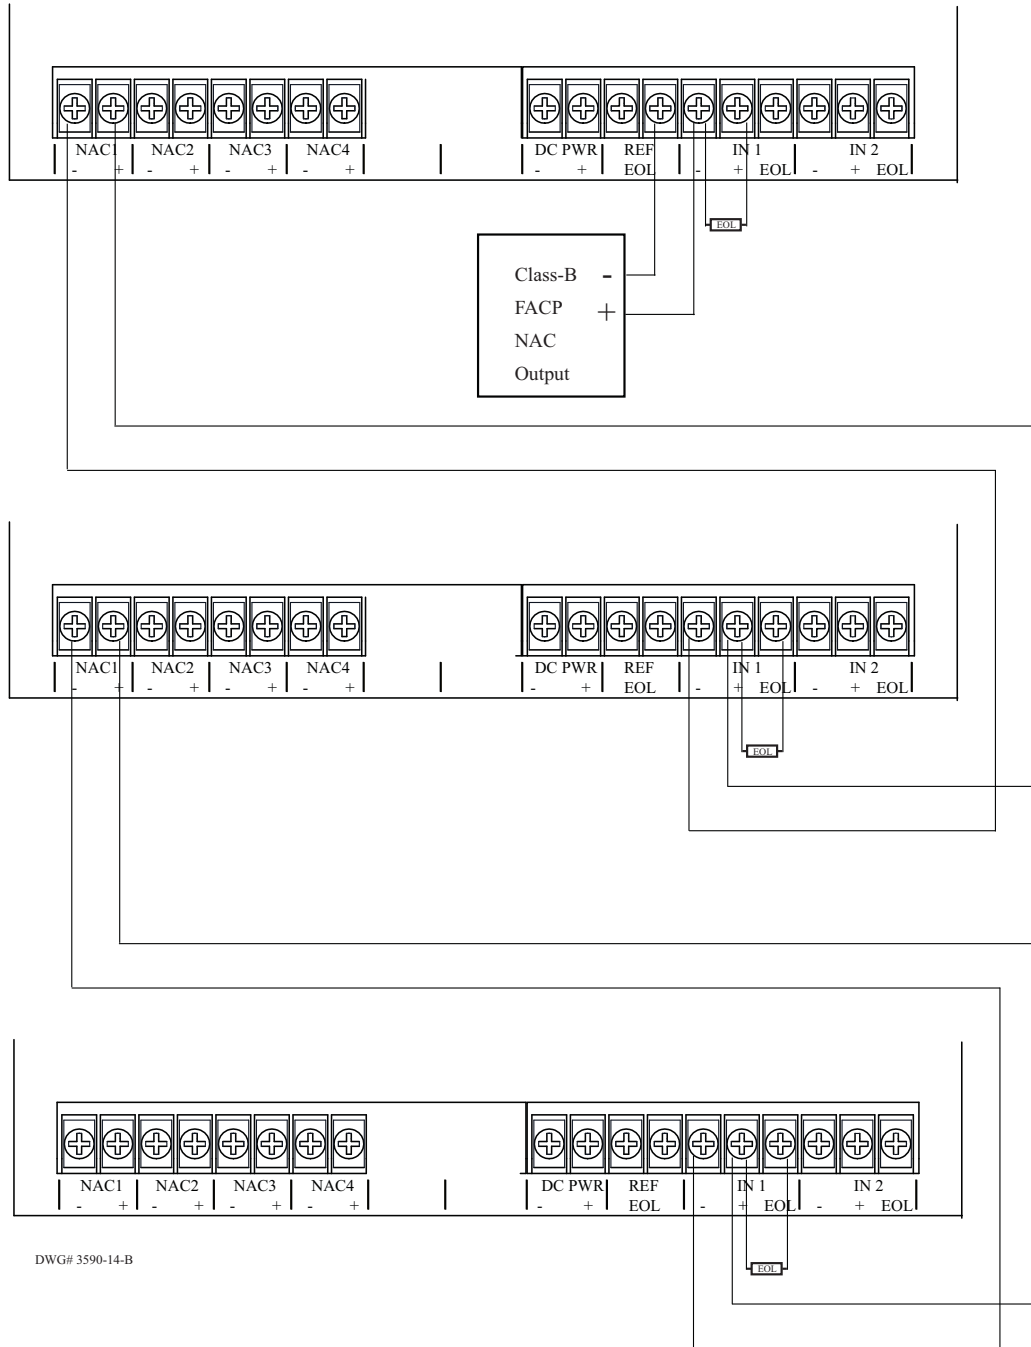 NAC1 NAC2 NAC3 NAC4 DC PWR REF IN 1 IN 2
- + - + - + - + - + EOL - + EOL - + EOL
EOL
Class-B -
FACP +
NAC
Output
NAC1 NAC2 NAC3 NAC4 DC PWR REF IN 1 IN 2
- + - + - + - + - + EOL - + EOL - + EOL
EOL
NAC1 NAC2 NAC3 NAC4 DC PWR REF IN 1 IN 2
- + - + - + - + - + EOL - + EOL - + EOL
DWG# 3590-14-B
EOL